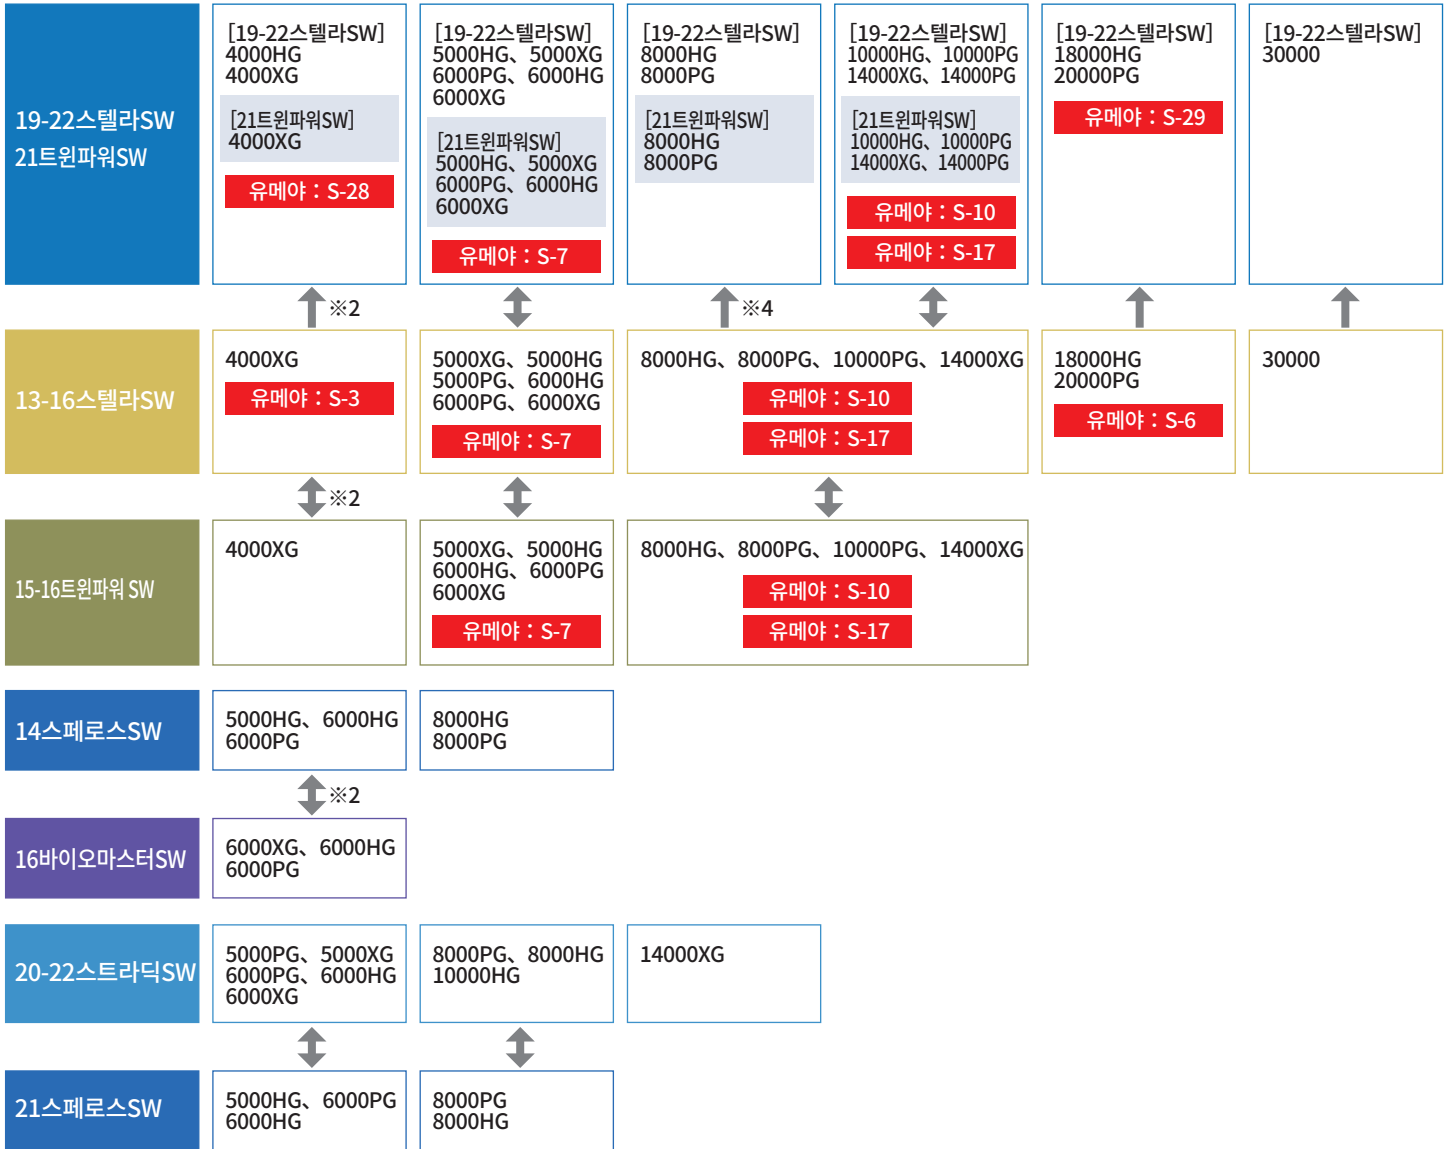 19-22스텔라SW
21트윈파워SW
[19-22스텔라SW]
4000HG
4000XG
[21트윈파워SW]
4000XG
유메야：S-28
[19-22스텔라SW]
5000HG、5000XG
6000PG、6000HG
6000XG
[21트윈파워SW]
5000HG、5000XG
6000PG、6000HG
6000XG
유메야：S-7
[19-22스텔라SW]
8000HG
8000PG
[21트윈파워SW]
8000HG
8000PG
[19-22스텔라SW]
10000HG、10000PG
14000XG、14000PG
[21트윈파워SW]
10000HG、10000PG
14000XG、14000PG
유메야：S-10
유메야：S-17
[19-22스텔라SW]
18000HG
20000PG
유메야：S-29
[19-22스텔라SW]
30000
※2
※4
13-16스텔라SW
4000XG
유메야：S-3
5000XG、5000HG
5000PG、6000HG
6000PG、6000XG
유메야：S-7
8000HG、8000PG、10000PG、14000XG
유메야：S-10
유메야：S-17
18000HG
20000PG
유메야：S-6
30000
※2
15-16트윈파워 SW
4000XG
5000XG、5000HG
6000HG、6000PG
6000XG
유메야：S-7
8000HG、8000PG、10000PG、14000XG
유메야：S-10
유메야：S-17
14스페로스SW
5000HG、6000HG
6000PG
8000HG
8000PG
※2
16바이오마스터SW
6000XG、6000HG
6000PG
20-22스트라딕SW
5000PG、5000XG
6000PG、6000HG
6000XG
8000PG、8000HG
10000HG
14000XG
21스페로스SW
5000HG、6000PG
6000HG
8000PG
8000HG